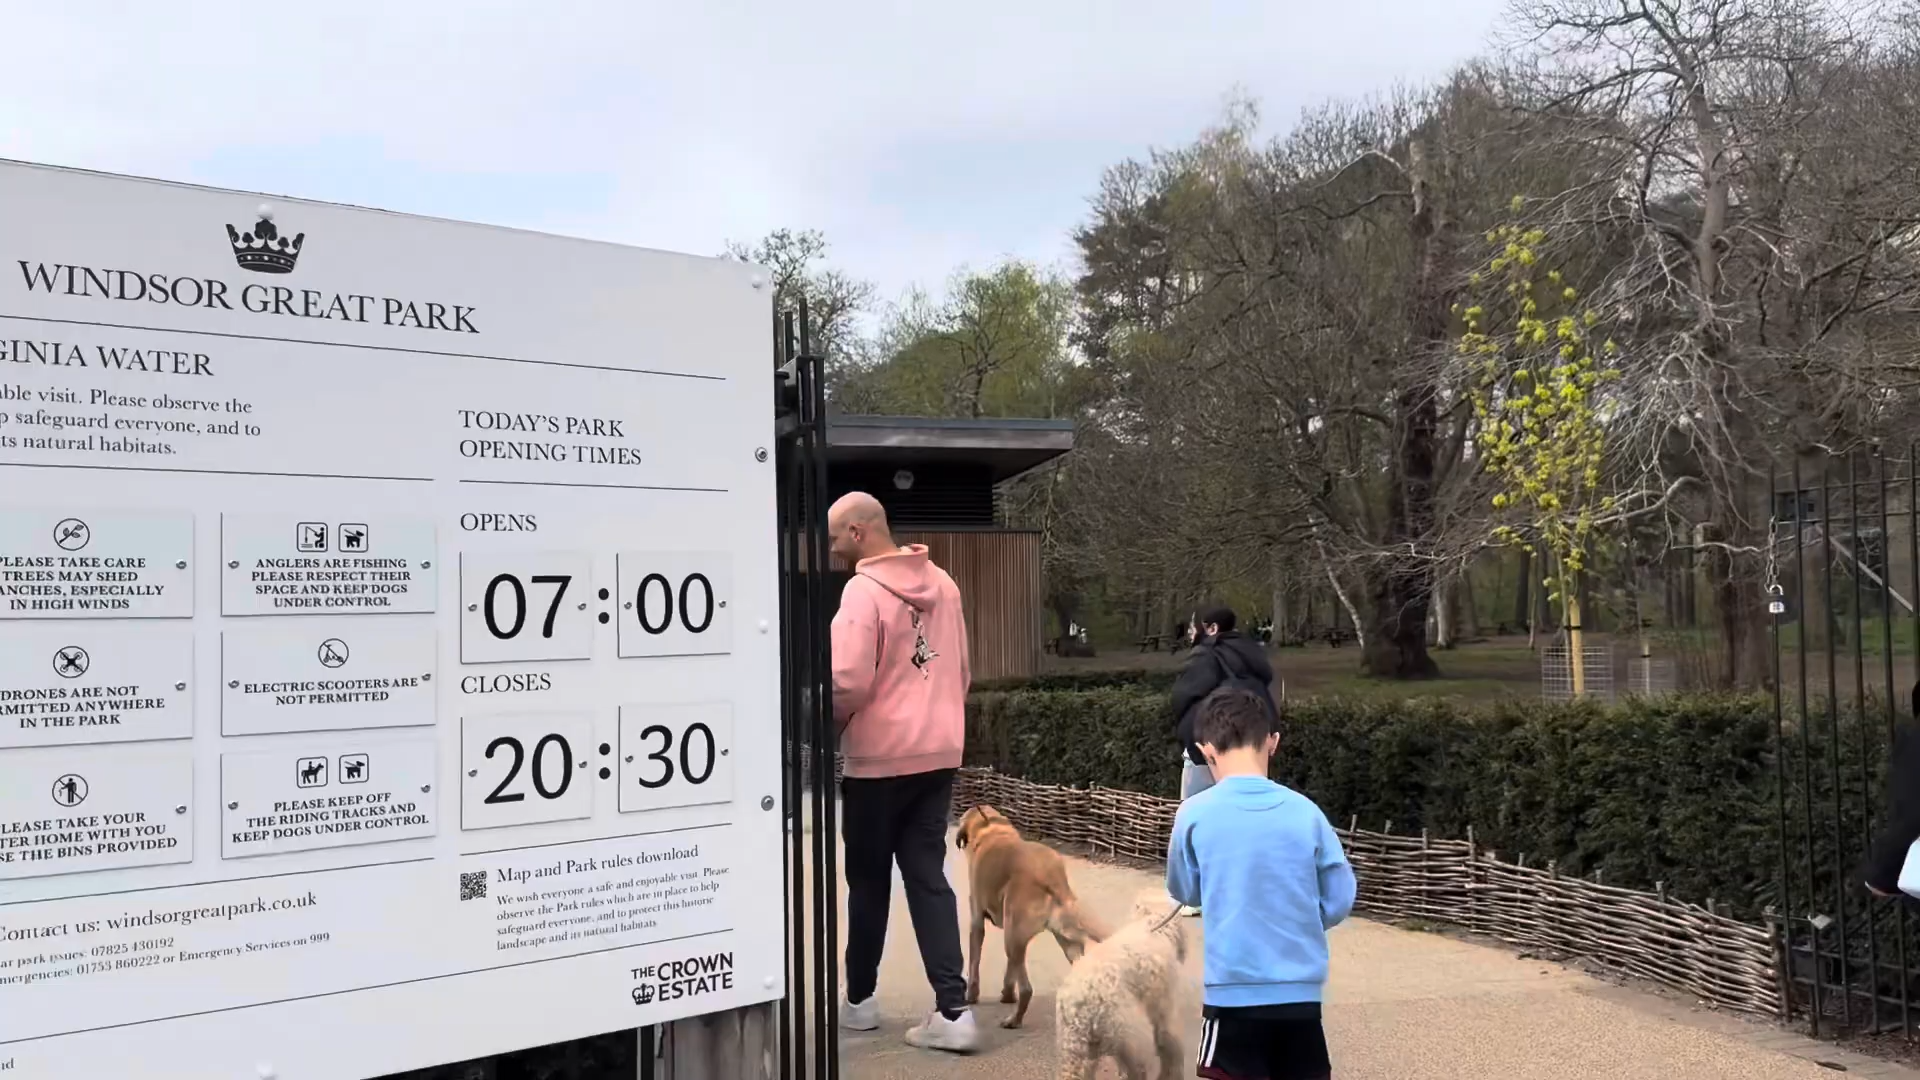 WINDSOR GREAT PARK
GINIA WATER
able visit. Please observe the
p safeguard everyone, and to
ts natural habitats.
TODAY'S PARK
OPENING TIMES
OPENS
07:00
CLOSES
20:30
PLEASE TAKE CARE
TREES MAY SHED
ANCHES, ESPECIALLY
IN HIGH WINDS
ANGLERS ARE FISHING
PLEASE RESPECT THEIR
SPACE AND KEEP DOGS
UNDER CONTROL
DRONES ARE NOT
RMITTED ANYWHERE
IN THE PARK
ELECTRIC SCOOTERS ARE
NOT PERMITTED
LEASE TAKE YOUR
TER HOME WITH YOU
SE THE BINS PROVIDED
PLEASE KEEP OFF
THE RIDING TRACKS AND
KEEP DOGS UNDER CONTROL
Contact us: windsorgreatpark.co.uk
ar park issues: 07825 430192
mergencies: 01753 860222 or Emergency Services on 999
Map and Park rules download
We wish everyone a safe and enjoyable visit. Please
observe the Park rules which are in place to help
safeguard everyone, and to protect this historic
landscape and its natural habitats.
THE CROWN
ESTATE